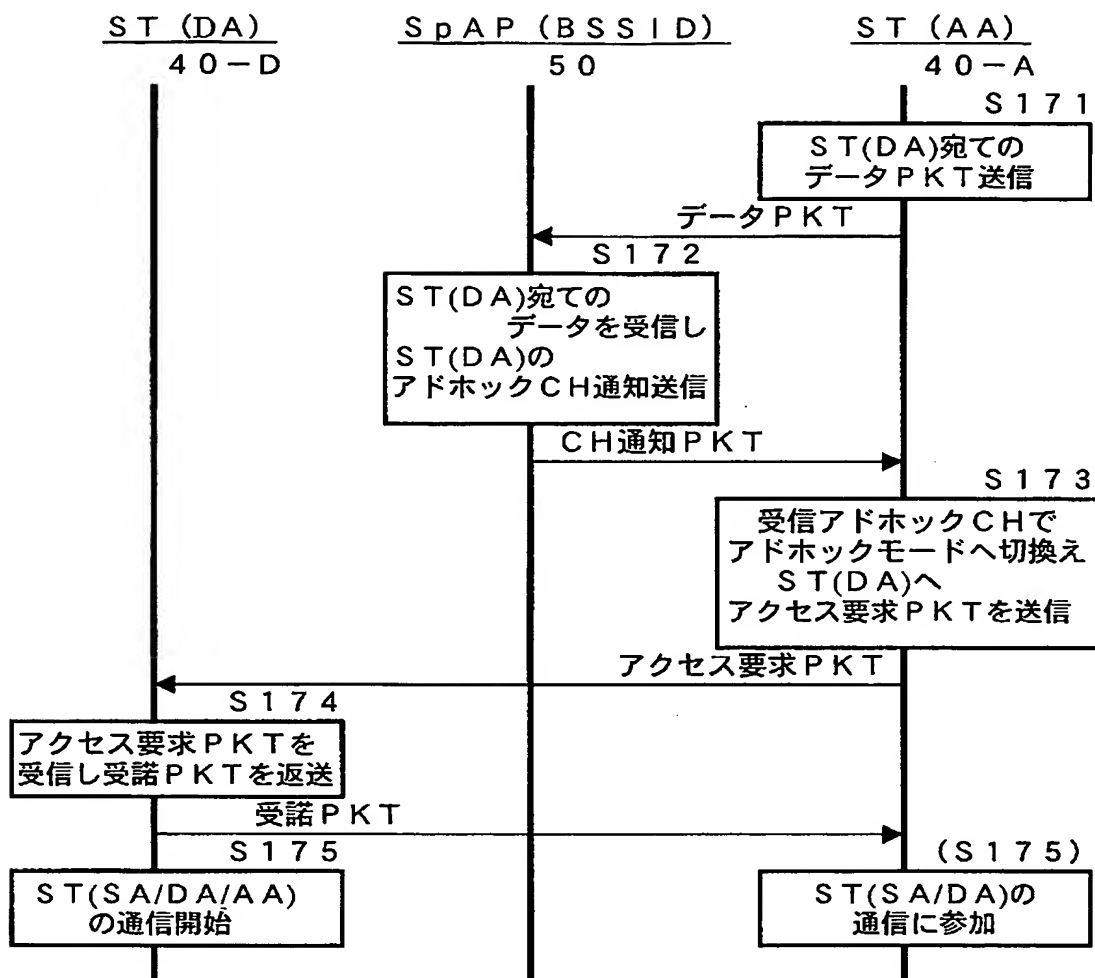 ST(DA)
40-D
SpAP(BSSID)
50
ST(AA)
40-A
S171
ST(DA)宛ての
データPKT送信
データPKT
S172
ST(DA)宛ての
データを受信し
ST(DA)の
アドホックCH通知送信
CH通知PKT
S173
受信アドホックCHで
アドホックモードへ切換え
ST(DA)へ
アクセス要求PKTを送信
アクセス要求PKT
S174
アクセス要求PKTを
受信し受諾PKTを返送
受諾PKT
S175
ST(SA/DA/AA)
の通信開始
(S175)
ST(SA/DA)の
通信に参加